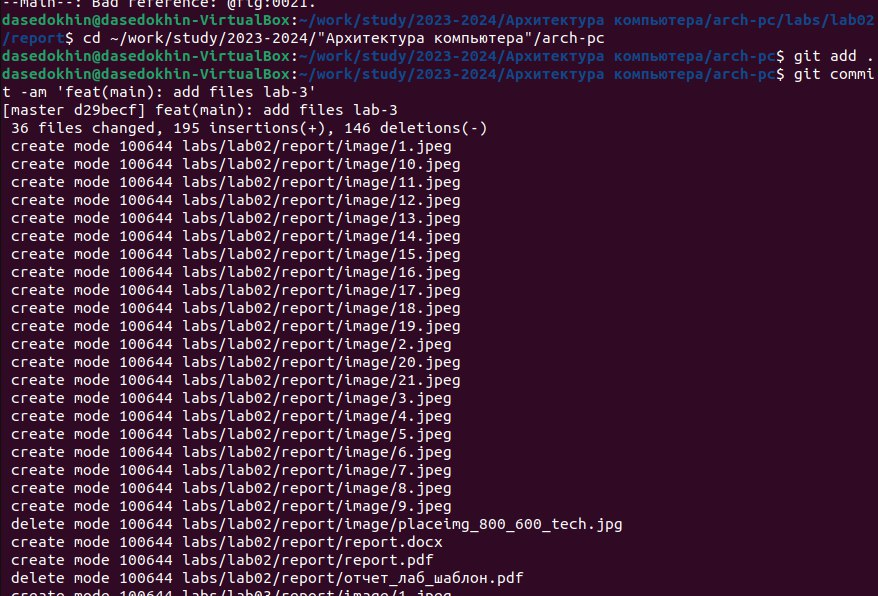 --Main--: Bad reference: @fig:0021.
dasedokhin@dasedokhin-VirtualBox:~/work/study/2023-2024/Архитектура компьютера/arch-pc/labs/lab02
/report$ cd ~/work/study/2023-2024/"Архитектура компьютера"/arch-pc
dasedokhin@dasedokhin-VirtualBox:~/work/study/2023-2024/Архитектура компьютера/arch-pc$ git add .
dasedokhin@dasedokhin-VirtualBox:~/work/study/2023-2024/Архитектура компьютера/arch-pc$ git commi
t -am 'feat(main): add files lab-3'
[master d29becf] feat(main): add files lab-3
 36 files changed, 195 insertions(+), 146 deletions(-)
 create mode 100644 labs/lab02/report/image/1.jpeg
 create mode 100644 labs/lab02/report/image/10.jpeg
 create mode 100644 labs/lab02/report/image/11.jpeg
 create mode 100644 labs/lab02/report/image/12.jpeg
 create mode 100644 labs/lab02/report/image/13.jpeg
 create mode 100644 labs/lab02/report/image/14.jpeg
 create mode 100644 labs/lab02/report/image/15.jpeg
 create mode 100644 labs/lab02/report/image/16.jpeg
 create mode 100644 labs/lab02/report/image/17.jpeg
 create mode 100644 labs/lab02/report/image/18.jpeg
 create mode 100644 labs/lab02/report/image/19.jpeg
 create mode 100644 labs/lab02/report/image/2.jpeg
 create mode 100644 labs/lab02/report/image/20.jpeg
 create mode 100644 labs/lab02/report/image/21.jpeg
 create mode 100644 labs/lab02/report/image/3.jpeg
 create mode 100644 labs/lab02/report/image/4.jpeg
 create mode 100644 labs/lab02/report/image/5.jpeg
 create mode 100644 labs/lab02/report/image/6.jpeg
 create mode 100644 labs/lab02/report/image/7.jpeg
 create mode 100644 labs/lab02/report/image/8.jpeg
 create mode 100644 labs/lab02/report/image/9.jpeg
 delete mode 100644 labs/lab02/report/image/placeimg_800_600_tech.jpg
 create mode 100644 labs/lab02/report/report.docx
 create mode 100644 labs/lab02/report/report.pdf
 delete mode 100644 labs/lab02/report/отчет_лаб_шаблон.pdf
 create mode 100644 labs/lab03/report/image/1.jpeg